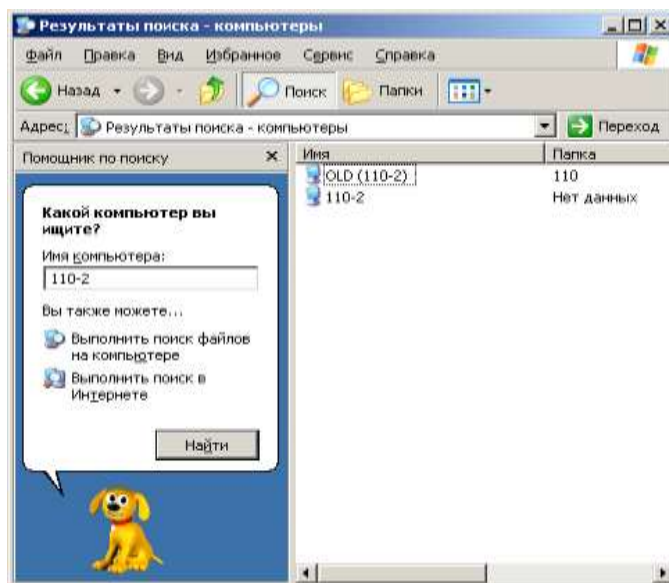 Результаты поиска - компьютеры
Файл Правка Вид Избранное Сервис Справка
Назад Поиск Папки
Адрес: Результаты поиска - компьютеры Переход
Помощник по поиску
Какой компьютер вы
ищите?
Имя компьютера:
110-2
Вы также можете...
Выполнить поиск файлов
на компьютере
Выполнить поиск в
Интернете
Найти
Имя Папка
OLD (110-2) 110
110-2 Нет данных